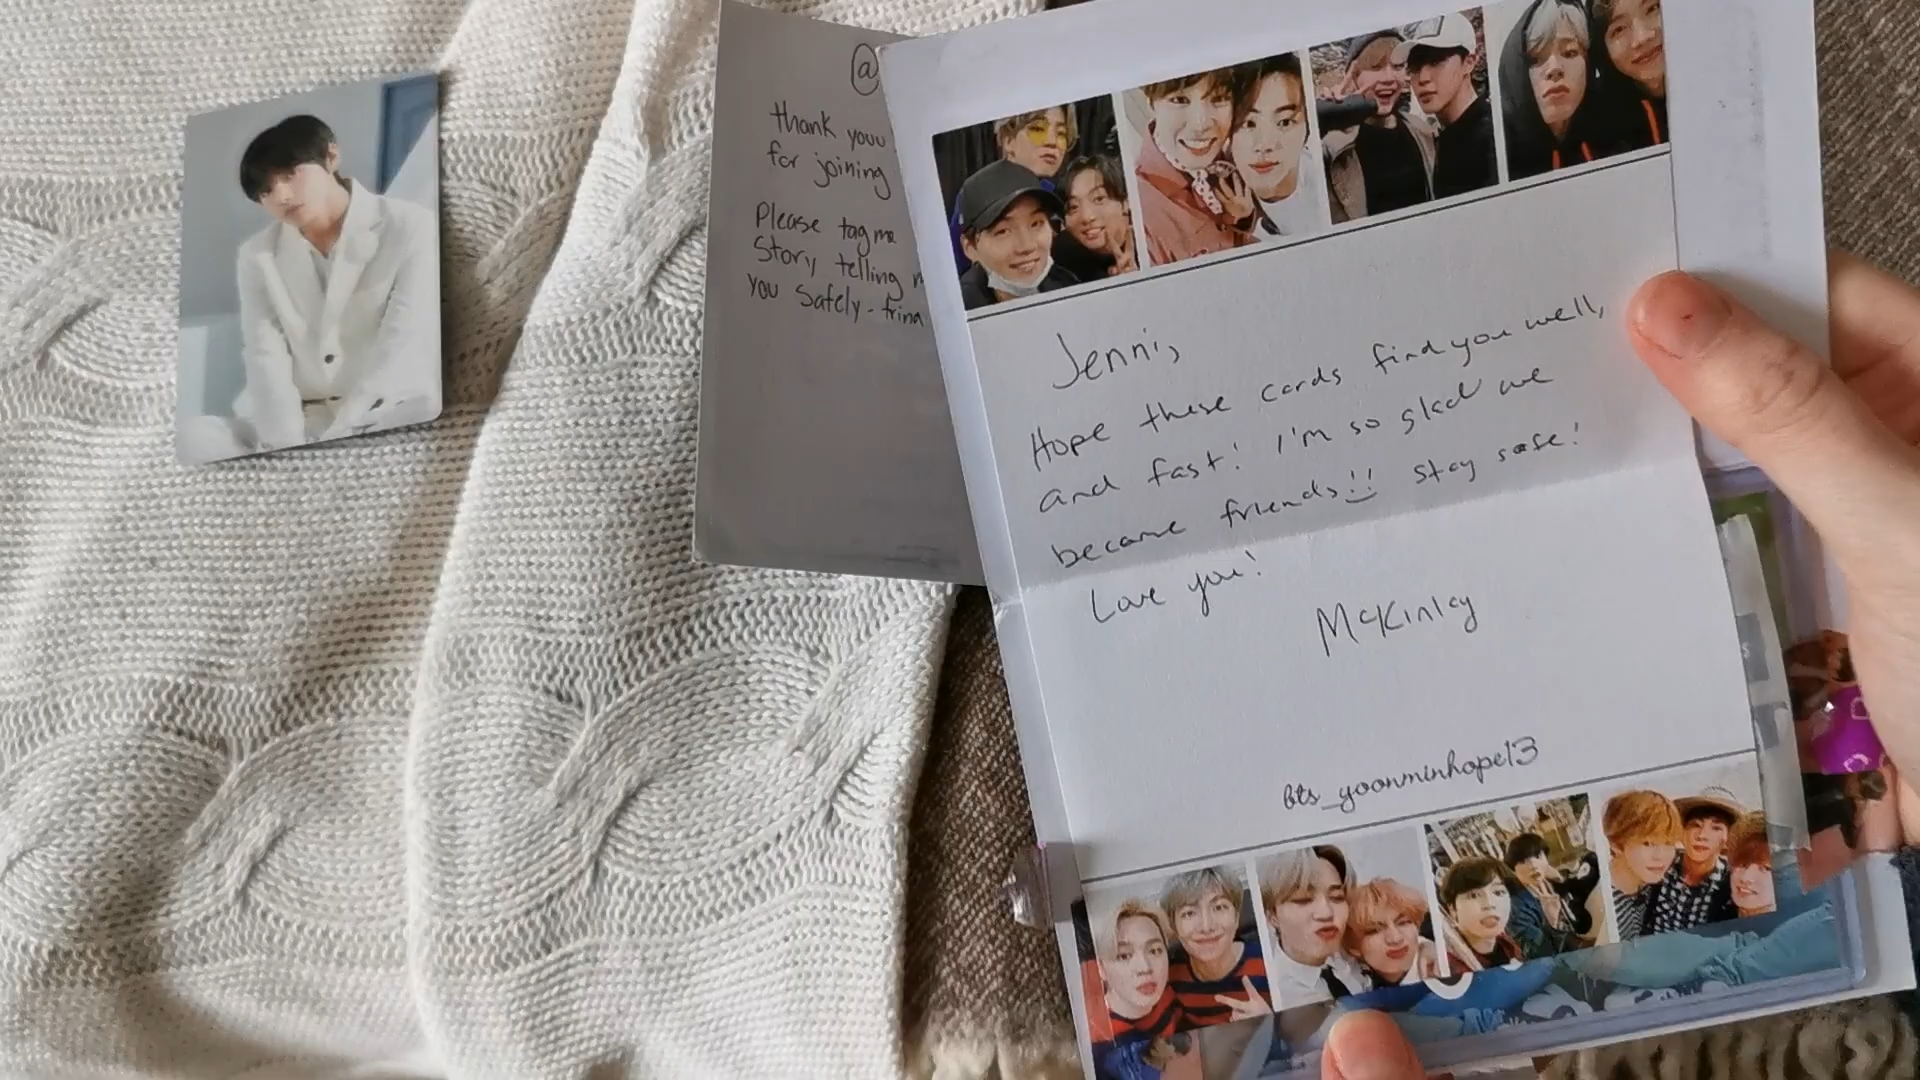 @
thank youu
for joining
Please tag me
Story telling
you Safely - trina
Jenni,
Hope these cards find you well,
and fast! I'm so glad we
became friends!! Stay safe!
Love you!
McKinley
bts_yoonminhope13